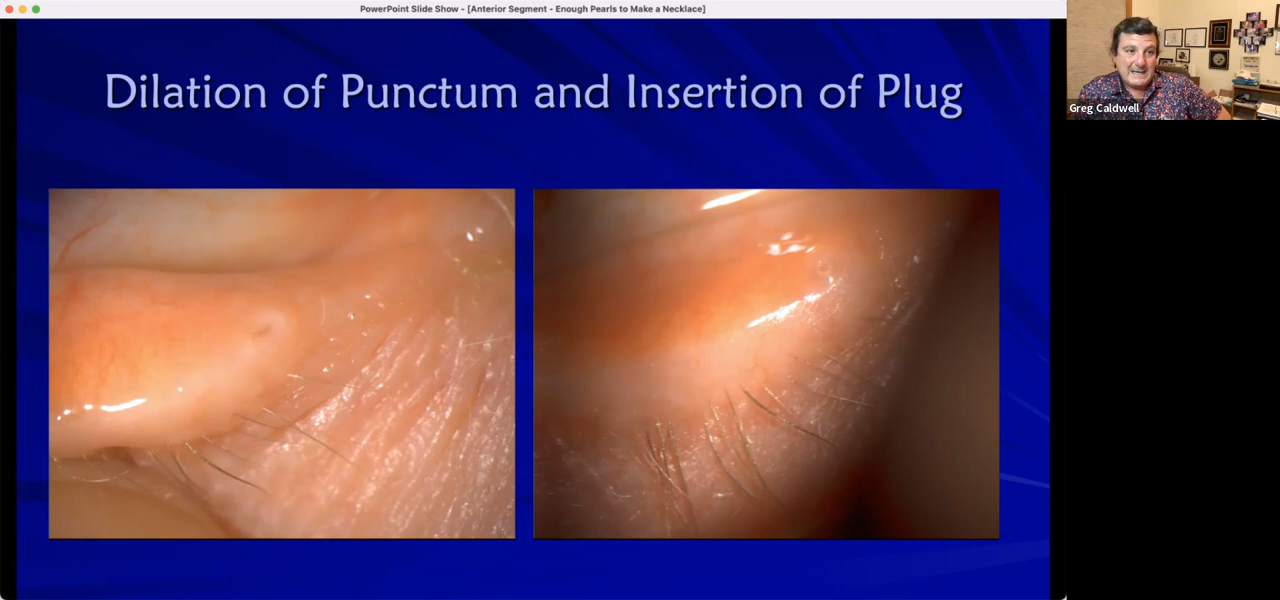 PowerPoint Slide Show - [Anterior Segment - Enough Pearls to Make a Necklace]
Dilation of Punctum and Insertion of Plug
Greg Caldwell